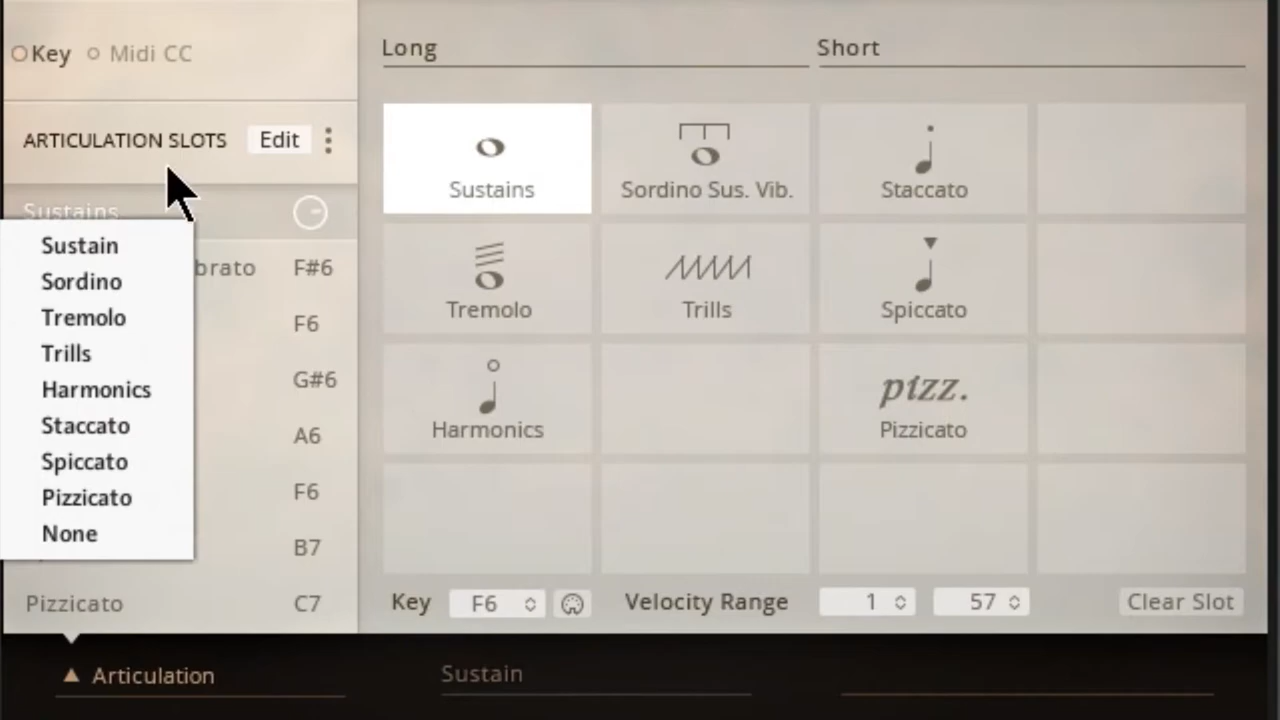 Key Midi CC
ARTICULATION SLOTS Edit
Sustains
Sustain
Sordino
Tremolo
Trills
Harmonics
Staccato
Spiccato
Pizzicato
None
brato F#6
F6
G#6
A6
F6
B7
Pizzicato C7
Long
Short
Sustains
Sordino Sus. Vib.
Staccato
Tremolo
Trills
Spiccato
Harmonics
pizz.
Pizzicato
Key F6 Velocity Range 1 57 Clear Slot
Articulation
Sustain